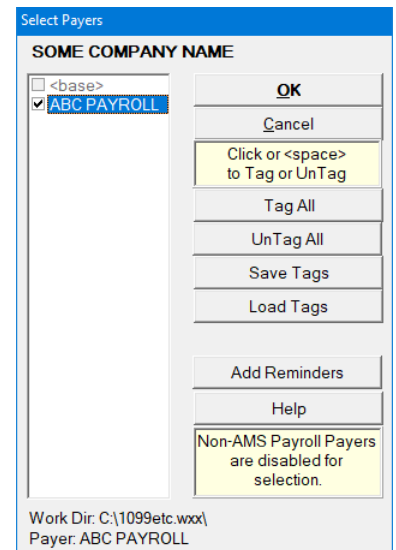 Select Payers
SOME COMPANY NAME
<base>
ABC PAYROLL
OK
Cancel
Click or <space>
to Tag or UnTag
Tag All
UnTag All
Save Tags
Load Tags
Add Reminders
Help
Non-AMS Payroll Payers
are disabled for
selection.
Work Dir: C:\1099etc.wxx\
Payer: ABC PAYROLL